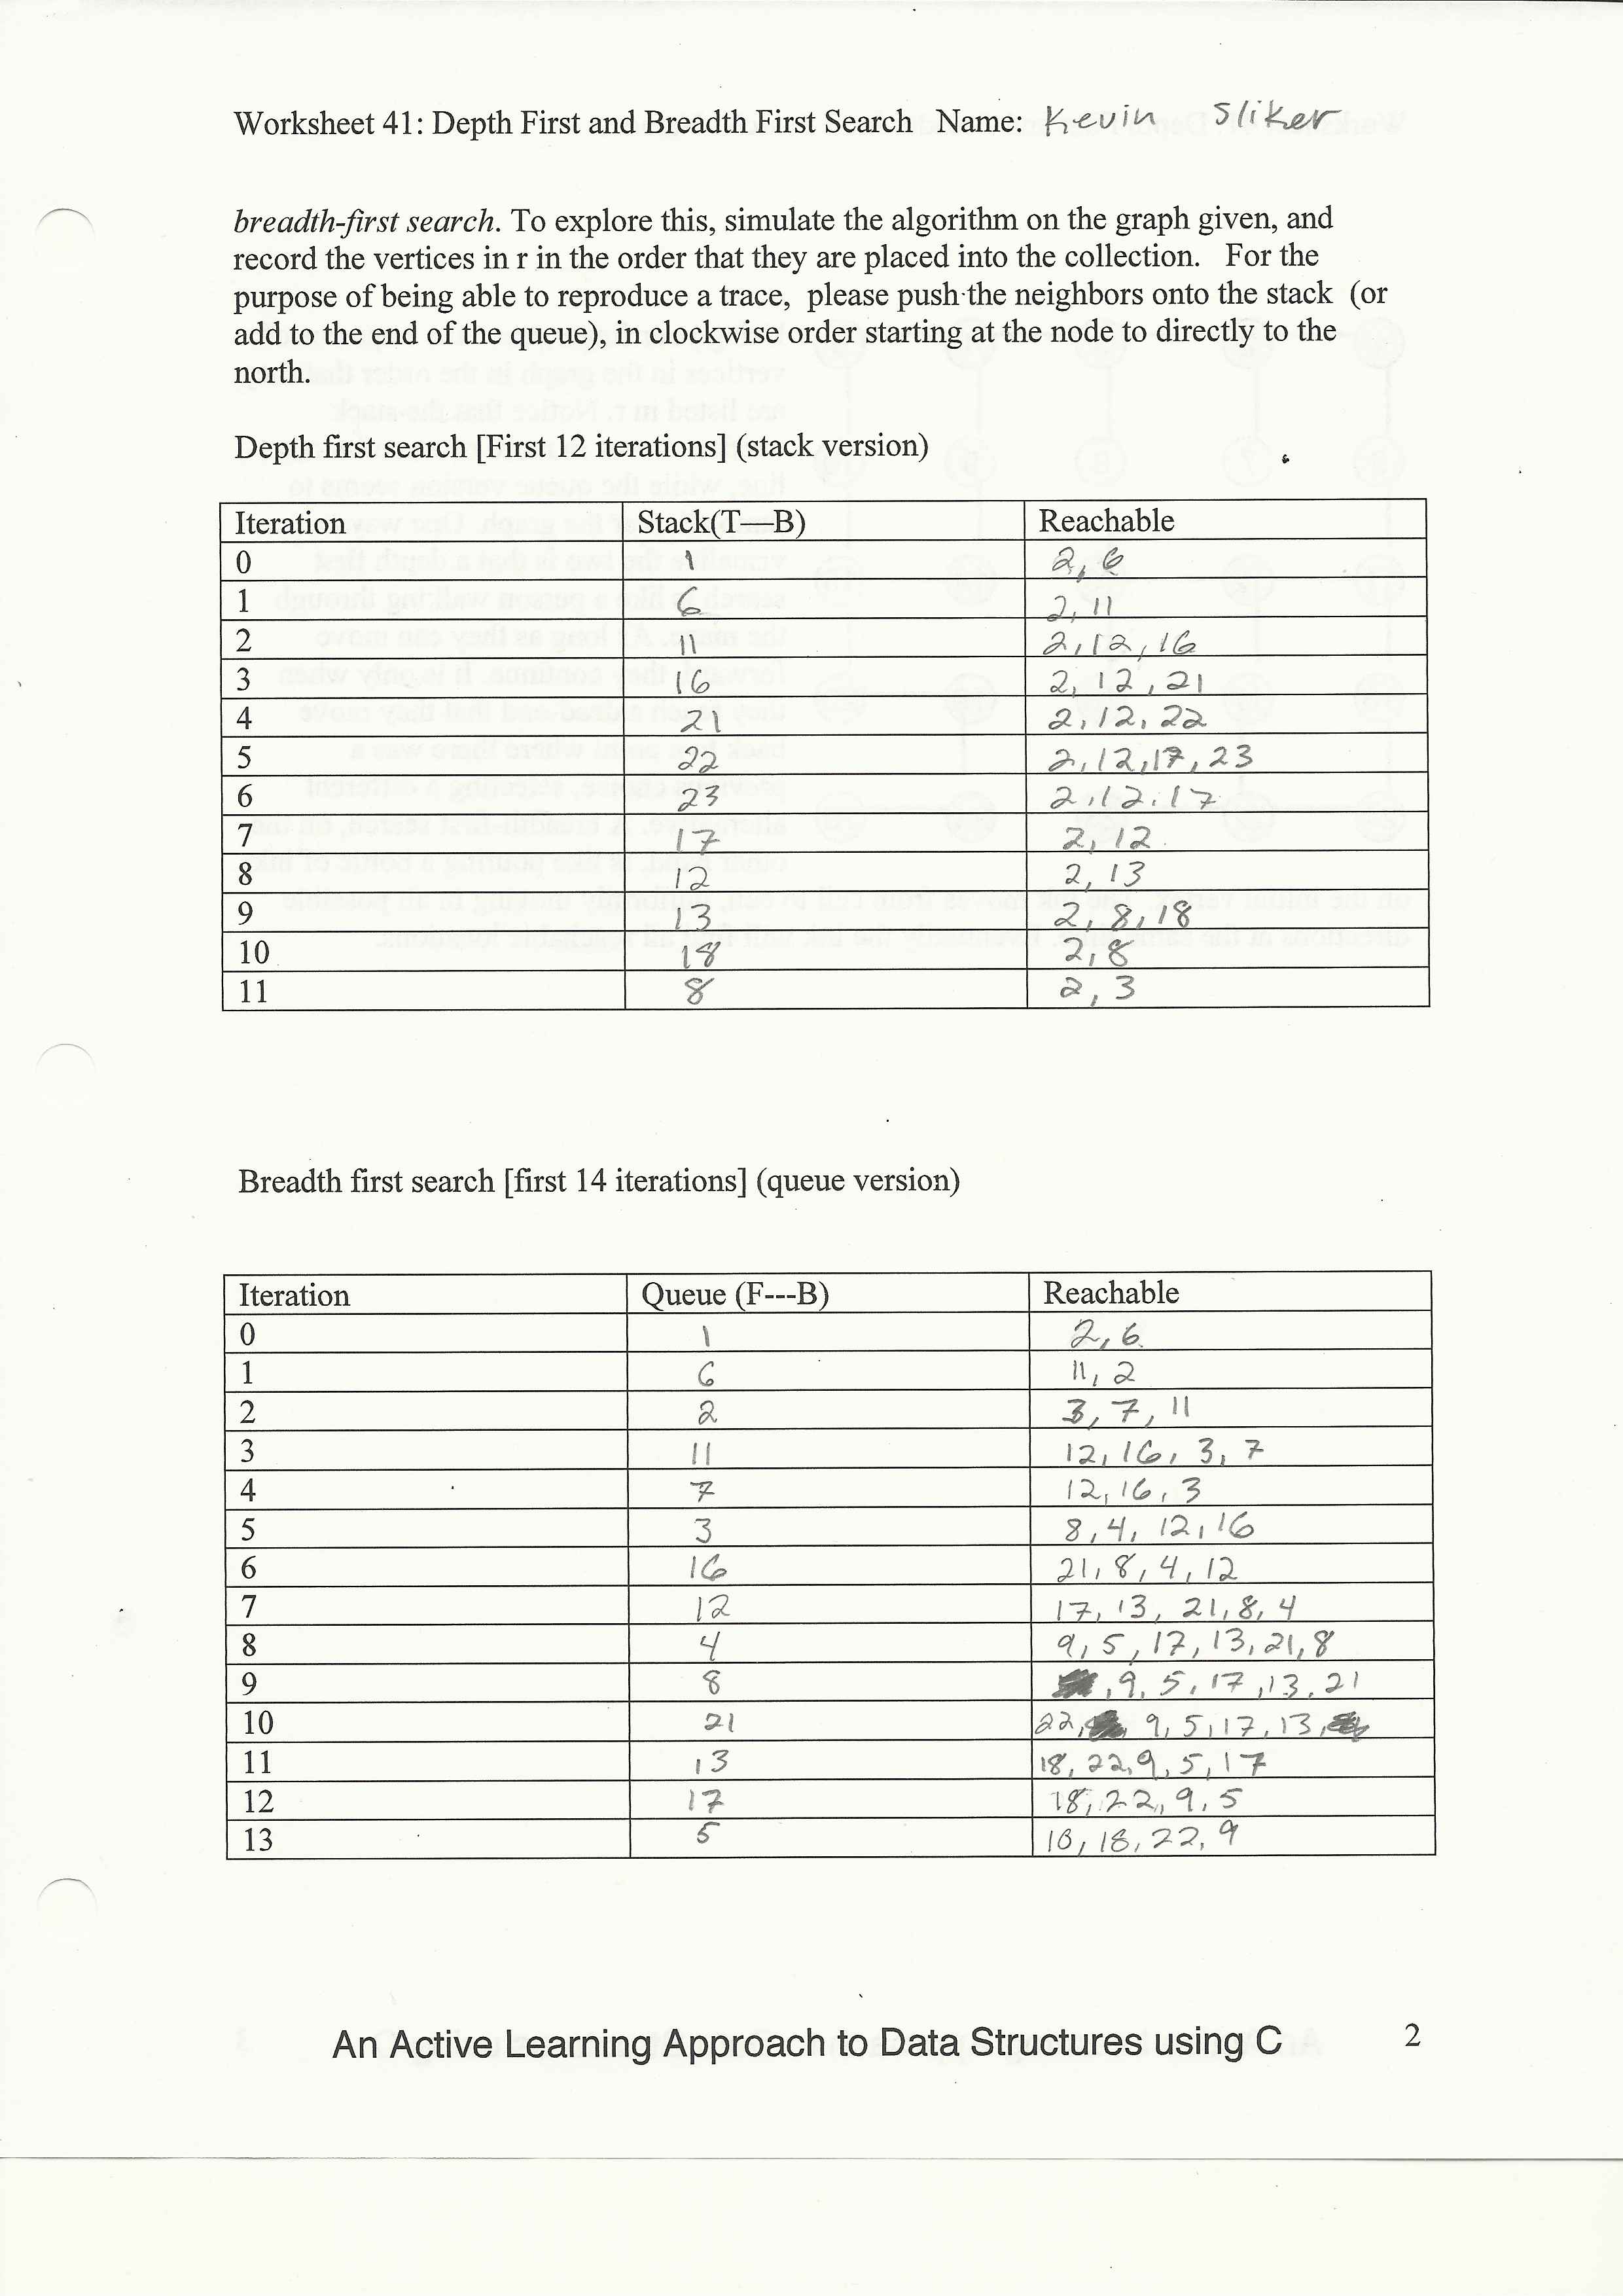 Worksheet 41: Depth First and Breadth First Search Name: Kevin Sliker
breadth-first search. To explore this, simulate the algorithm on the graph given, and
record the vertices in r in the order that they are placed into the collection. For the
purpose of being able to reproduce a trace, please push the neighbors onto the stack (or
add to the end of the queue), in clockwise order starting at the node to directly to the
north.
Depth first search [First 12 iterations] (stack version)
Iteration Stack(T—B) Reachable
0 1 2, 6
1 6 2, 11
2 11 2, 12, 16
3 16 2, 12, 21
4 21 2, 12, 22
5 22 2, 12, 17, 23
6 23 2, 12, 17
7 17 2, 12
8 12 2, 13
9 13 2, 8, 18
10 18 2, 8
11 8 2, 3
Breadth first search [first 14 iterations] (queue version)
Iteration Queue (F---B) Reachable
0 1 2, 6
1 6 11, 2
2 2 3, 7, 11
3 11 12, 16, 3, 7
4 7 12, 16, 3
5 3 8, 4, 12, 16
6 16 21, 8, 4, 12
7 12 17, 13, 21, 8, 4
8 4 9, 5, 17, 13, 21, 8
9 8 , 9, 5, 17, 13, 21
10 21 22, 9, 5, 17, 13,
11 13 18, 22, 9, 5, 17
12 17 18, 22, 9, 5
13 5 10, 18, 22, 9
An Active Learning Approach to Data Structures using C 2